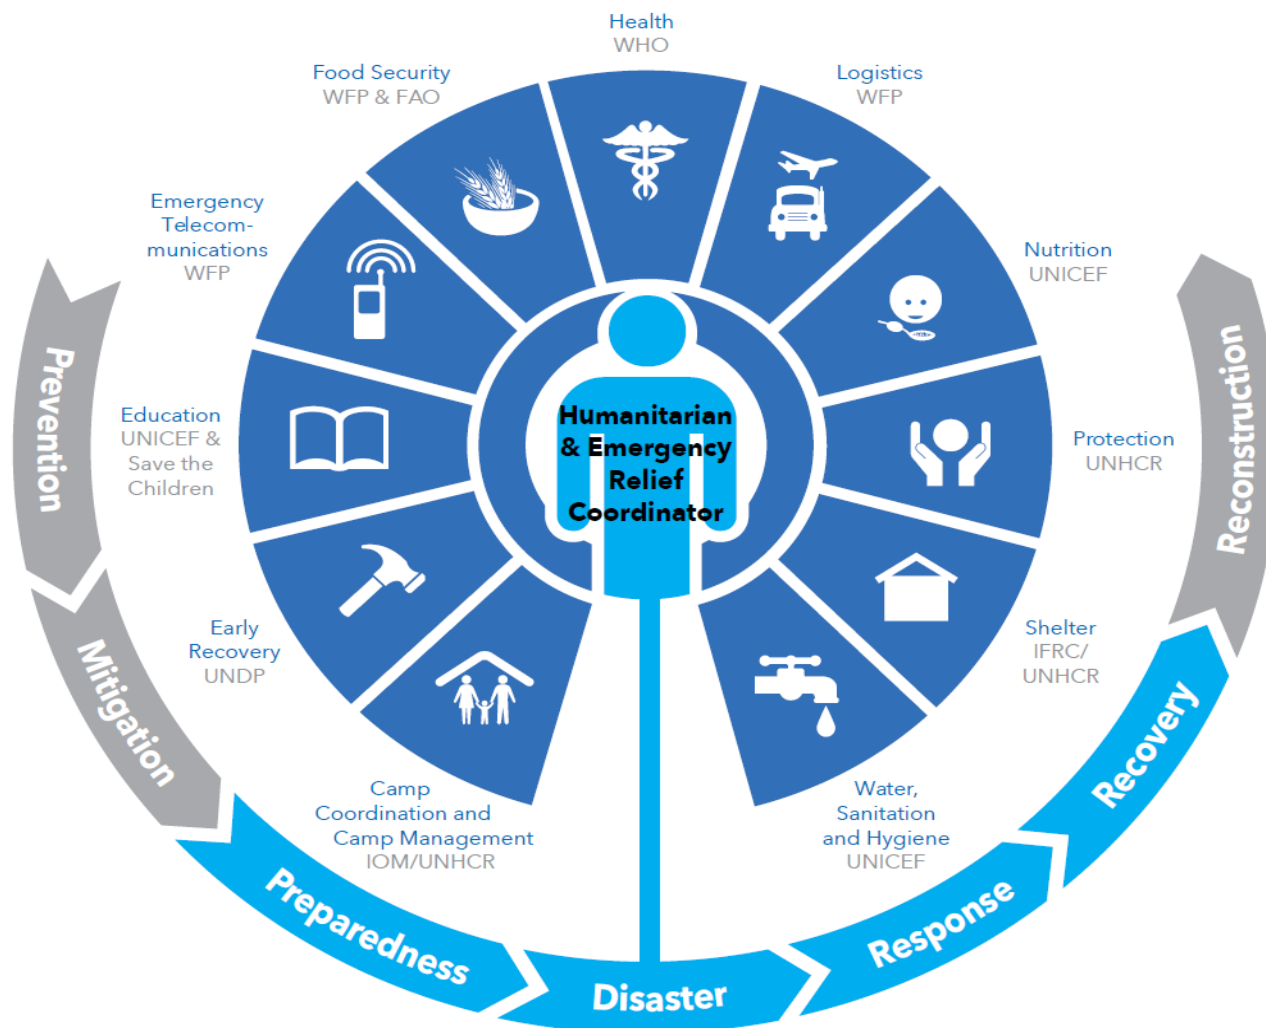 Health
WHO
Food Security
WFP & FAO
Logistics
WFP
Emergency
Telecom-
munications
WFP
Nutrition
UNICEF
Education
UNICEF &
Save the
Children
Protection
UNHCR
Humanitarian
& Emergency
Relief
Coordinator
Early
Recovery
UNDP
Shelter
IFRC/
UNHCR
Camp
Coordination and
Camp Management
IOM/UNHCR
Water,
Sanitation
and Hygiene
UNICEF
Prevention
Mitigation
Preparedness
Disaster
Response
Recovery
Reconstruction